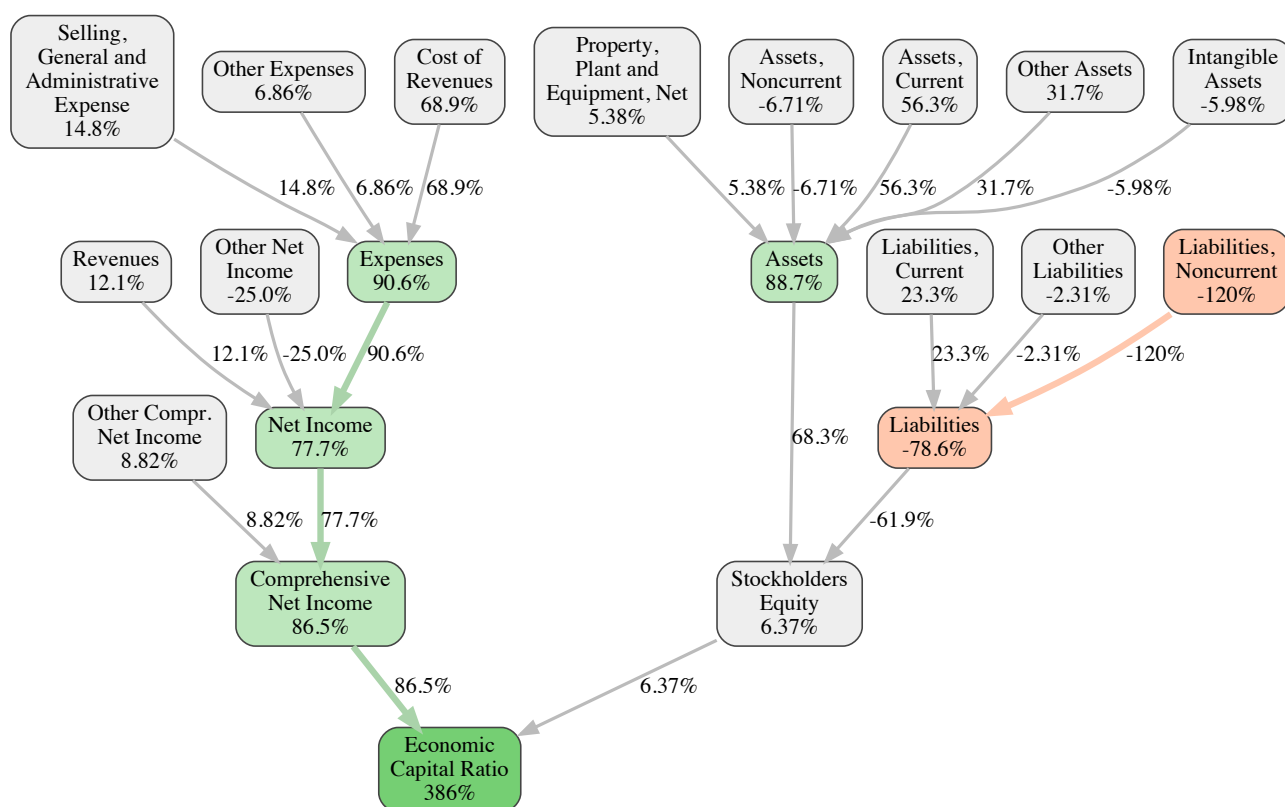 Selling,
General and
Administrative
Expense
14.8%
Other Expenses
6.86%
Cost of
Revenues
68.9%
Property,
Plant and
Equipment, Net
5.38%
Assets,
Noncurrent
-6.71%
Assets,
Current
56.3%
Other Assets
31.7%
Intangible
Assets
-5.98%
14.8%
6.86%
68.9%
5.38%
-6.71%
56.3%
31.7%
-5.98%
Revenues
12.1%
Other Net
Income
-25.0%
Expenses
90.6%
Assets
88.7%
Liabilities,
Current
23.3%
Other
Liabilities
-2.31%
Liabilities,
Noncurrent
-120%
12.1%
-25.0%
90.6%
23.3%
-2.31%
-120%
Other Compr.
Net Income
8.82%
Net Income
77.7%
68.3%
Liabilities
-78.6%
8.82%
77.7%
-61.9%
Comprehensive
Net Income
86.5%
Stockholders
Equity
6.37%
86.5%
6.37%
Economic
Capital Ratio
386%